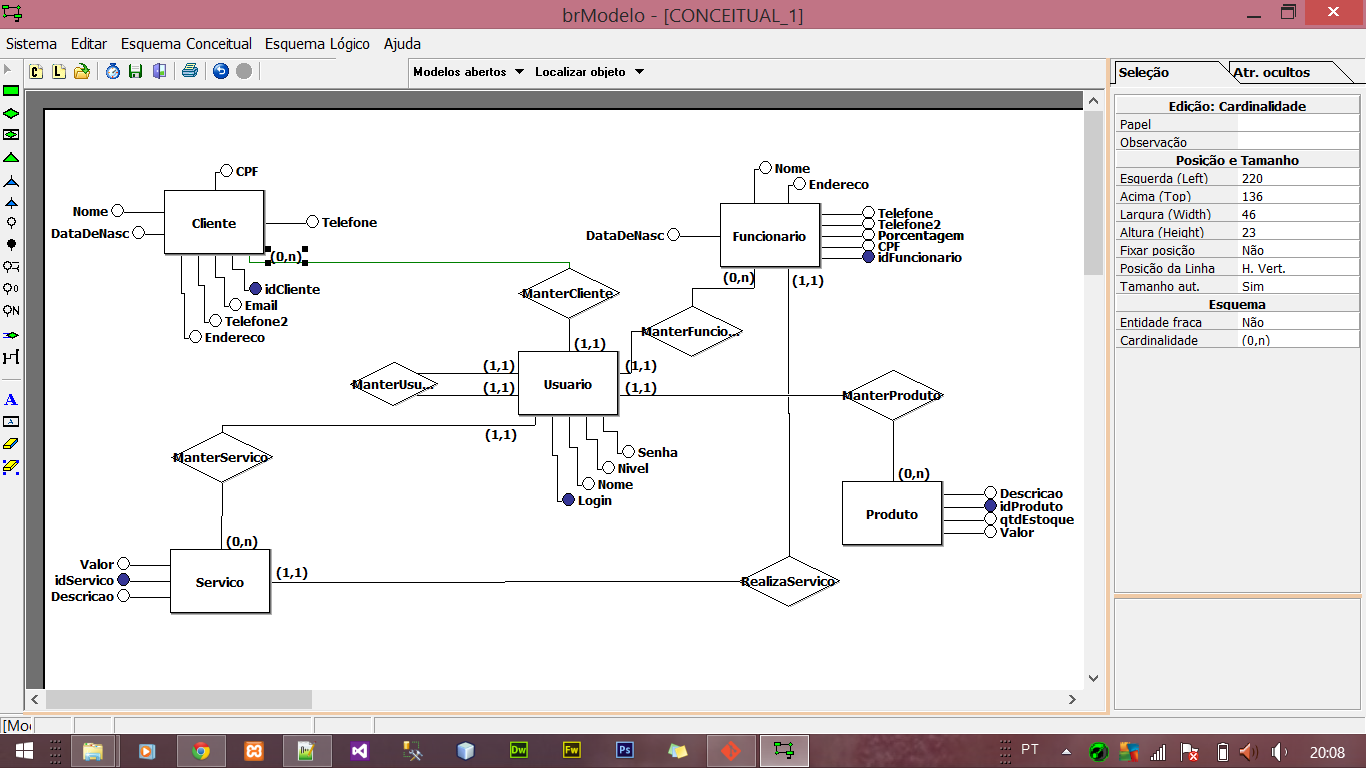 brModelo - [CONCEITUAL_1]
Sistema Editar Esquema Conceitual Esquema Lógico Ajuda
C L Modelos abertos Localizar objeto
Seleção Atr. ocultos
Edição: Cardinalidade
Papel
Observação
Posição e Tamanho
Esquerda (Left) 220
Acima (Top) 136
Largura (Width) 46
Altura (Height) 23
Fixar posição Não
Posição da Linha H. Vert.
Tamanho aut. Sim
Esquema
Entidade fraca Não
Cardinalidade (0,n)
CPF
Nome
Cliente
Telefone
DataDeNasc
(0,n)
idCliente
Email
Telefone2
Endereco
ManterCliente
(1,1)
Nome
Endereco
DataDeNasc
Funcionario
Telefone
Telefone2
Porcentagem
CPF
idFuncionario
(0,n)
(1,1)
ManterFuncio...
(1,1)
(1,1)
ManterUsu...
(1,1)
Usuario
(1,1)
(1,1)
ManterProduto
ManterServico
Senha
Nivel
Nome
Login
(0,n)
Produto
Descricao
idProduto
qtdEstoque
Valor
(0,n)
Valor
idServico
Descricao
Servico
(1,1)
RealizaServico
[Mo
Dw Fw Ps PT 20:08